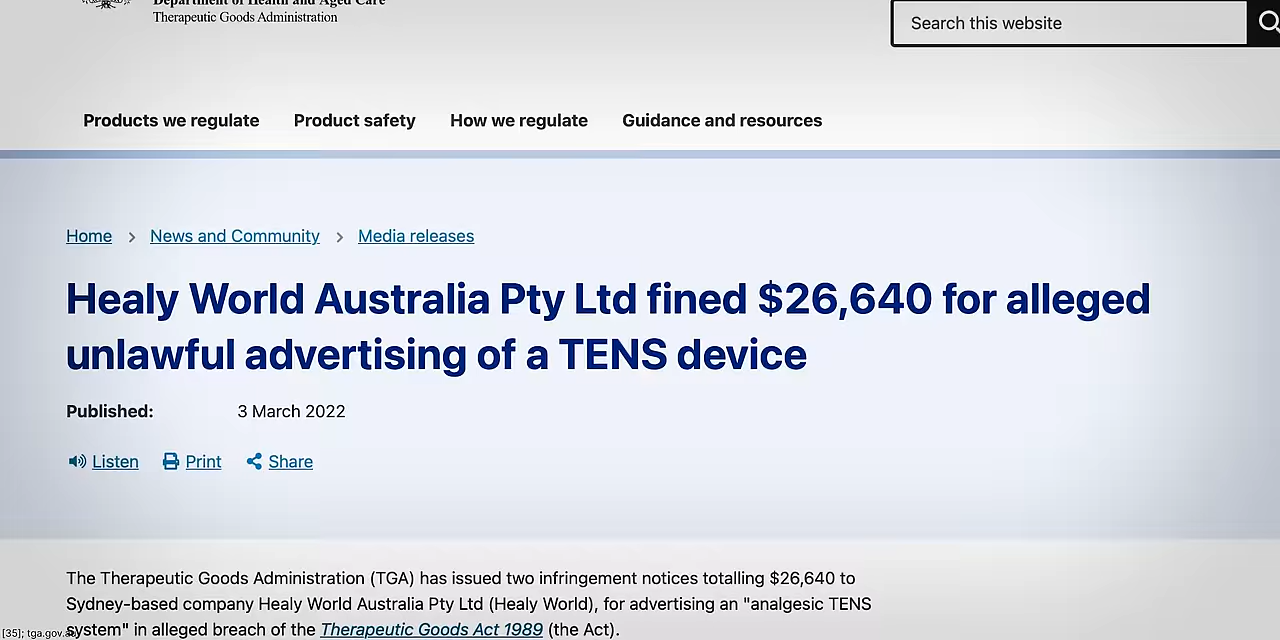 Department of Health and Aged Care
Therapeutic Goods Administration
Search this website
Products we regulate Product safety How we regulate Guidance and resources
Home > News and Community > Media releases
Healy World Australia Pty Ltd fined $26,640 for alleged
unlawful advertising of a TENS device
Published: 3 March 2022
Listen Print Share
The Therapeutic Goods Administration (TGA) has issued two infringement notices totalling $26,640 to
Sydney-based company Healy World Australia Pty Ltd (Healy World), for advertising an "analgesic TENS
system" in alleged breach of the Therapeutic Goods Act 1989 (the Act).
[35]; tga.gov.au